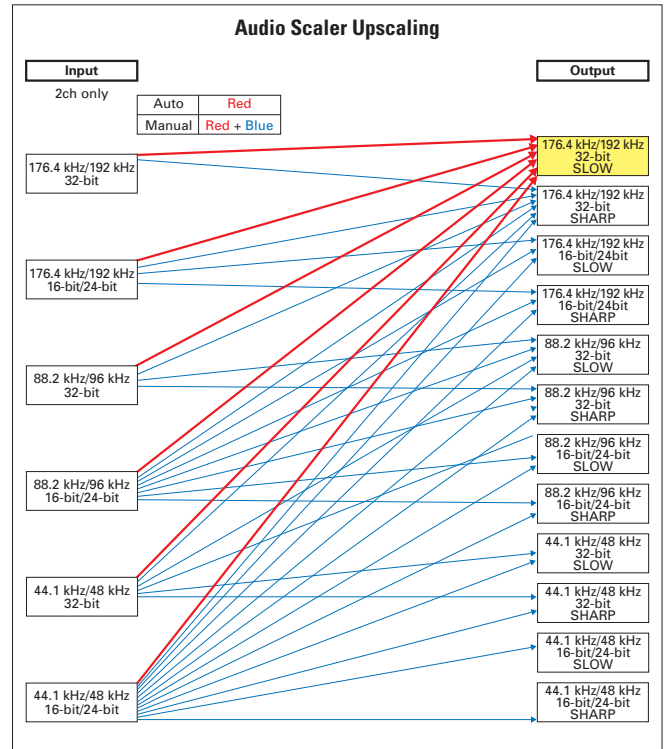 Audio Scaler Upscaling
Input
Output
2ch only
Auto Red
Manual Red + Blue
176.4 kHz/192 kHz
32-bit
176.4 kHz/192 kHz
16-bit/24-bit
88.2 kHz/96 kHz
32-bit
88.2 kHz/96 kHz
16-bit/24-bit
44.1 kHz/48 kHz
32-bit
44.1 kHz/48 kHz
16-bit/24-bit
176.4 kHz/192 kHz
32-bit
SLOW
176.4 kHz/192 kHz
32-bit
SHARP
176.4 kHz/192 kHz
16-bit/24bit
SLOW
176.4 kHz/192 kHz
16-bit/24-bit
SHARP
88.2 kHz/96 kHz
32-bit
SLOW
88.2 kHz/96 kHz
32-bit
SHARP
88.2 kHz/96 kHz
16-bit/24-bit
SLOW
88.2 kHz/96 kHz
16-bit/24-bit
SHARP
44.1 kHz/48 kHz
32-bit
SLOW
44.1 kHz/48 kHz
32-bit
SHARP
44.1 kHz/48 kHz
16-bit/24-bit
SLOW
44.1 kHz/48 kHz
16-bit/24-bit
SHARP